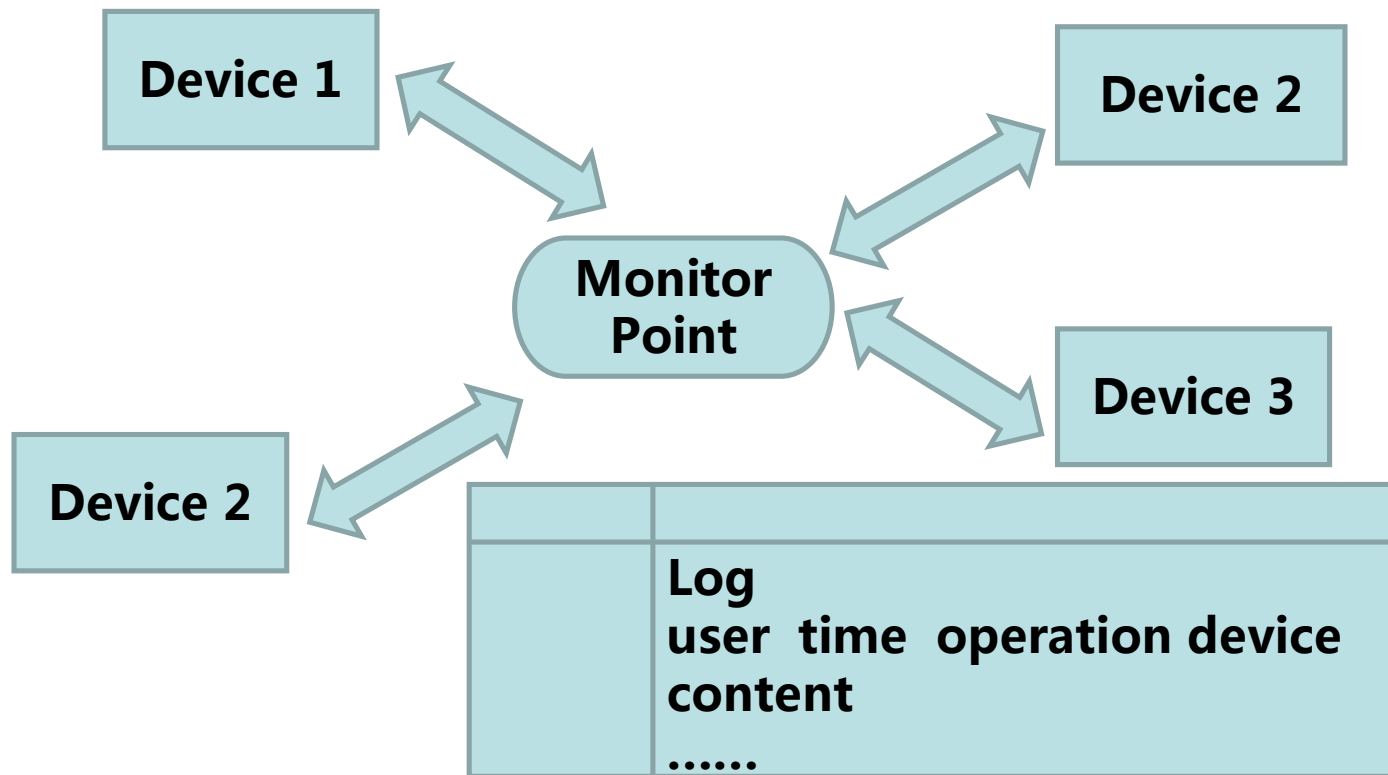 Device 1
Device 2
Monitor
Point
Device 3
Device 2
Log
user time operation device
content
......